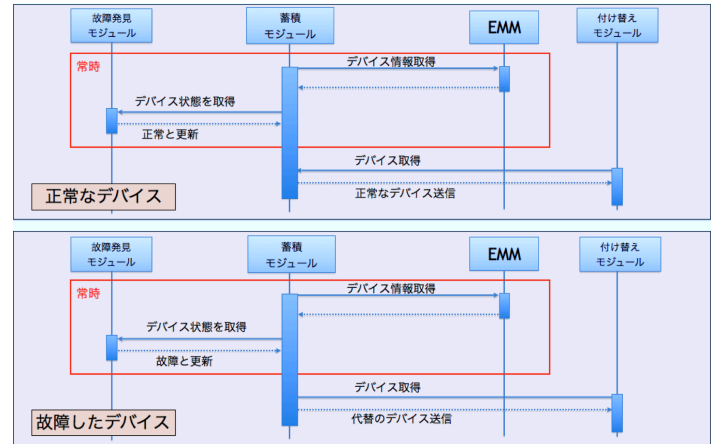 故障発見
モジュール
蓄積
モジュール
EMM
付け替え
モジュール
常時
デバイス情報取得
デバイス状態を取得
正常と更新
デバイス取得
正常なデバイス送信
正常なデバイス
故障発見
モジュール
蓄積
モジュール
EMM
付け替え
モジュール
常時
デバイス情報取得
デバイス状態を取得
故障と更新
デバイス取得
代替のデバイス送信
故障したデバイス